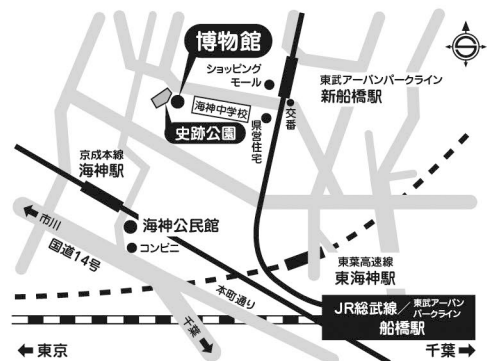 博物館
ショッピング
モール
東武アーバンパークライン
新船橋駅
海神中学校
交番
県営住宅
史跡公園
京成本線
海神駅
市川
国道14号
海神公民館
コンビニ
本町通り
千葉
東葉高速線
東海神駅
JR総武線／東武アーバン
パークライン
船橋駅
東京
千葉